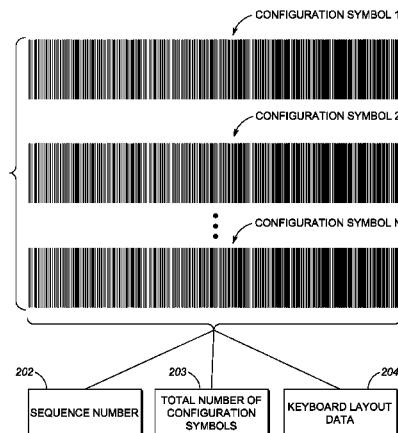 CONFIGURATION SYMBOL 1
CONFIGURATION SYMBOL 2
CONFIGURATION SYMBOL N
202
203
204
SEQUENCE NUMBER
TOTAL NUMBER OF
CONFIGURATION
SYMBOLS
KEYBOARD LAYOUT
DATA